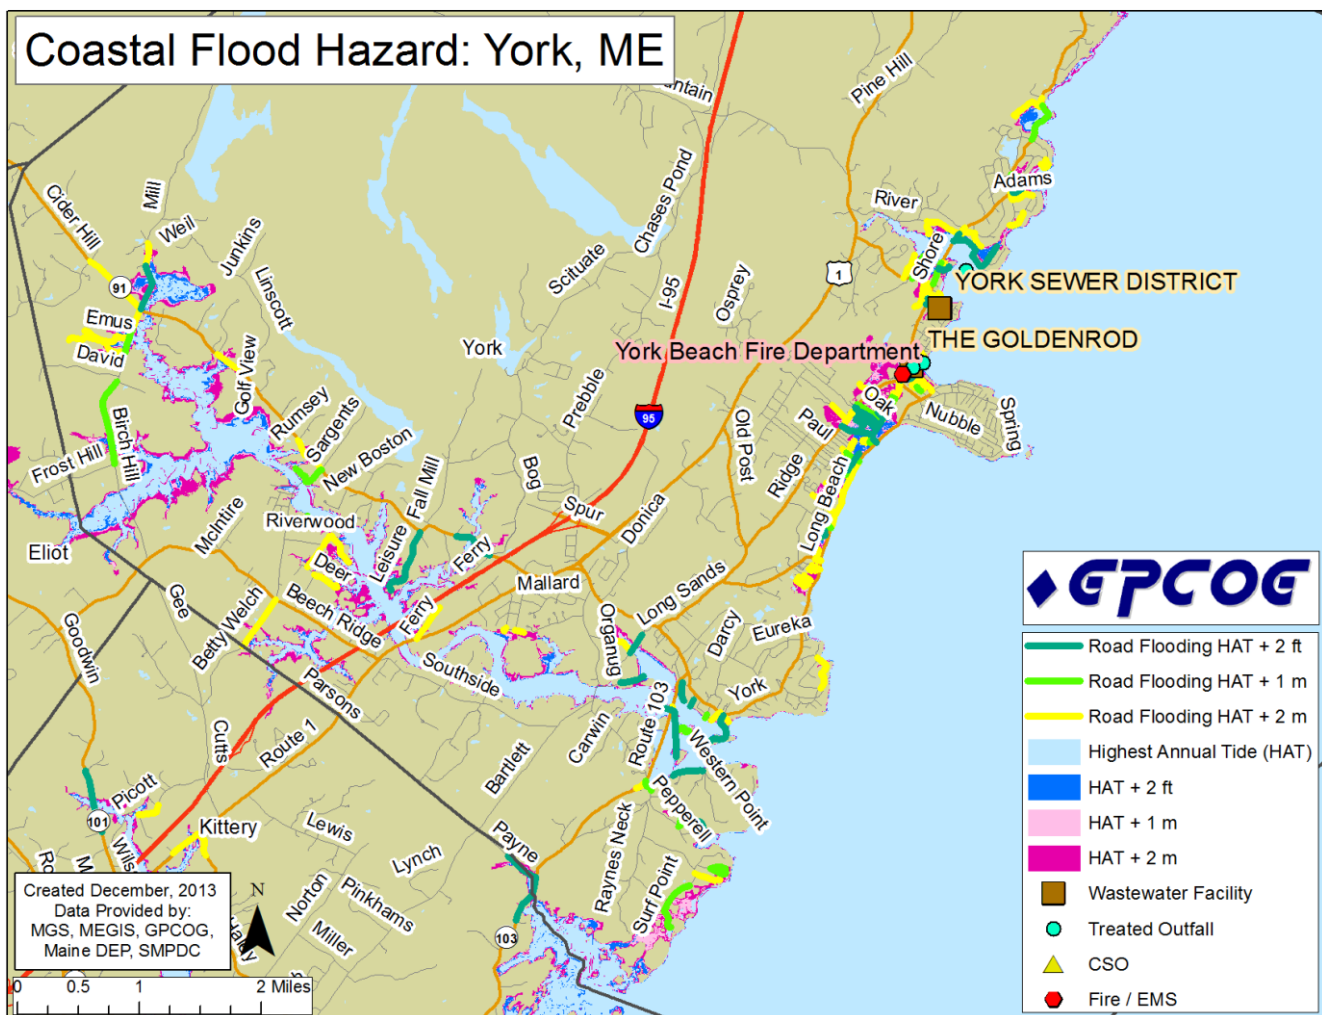 Coastal Flood Hazard: York, ME
Pine Hill
Adams
River
Shore
Chases Pond
Scituate
I-95
Osprey
1
Cider Hill
Mill
Weil
Junkins
Linscott
91
Emus
David
Golf View
Birch Hill
Frost Hill
Rumsey
Sargents
New Boston
York
Prebble
95
YORK SEWER DISTRICT
THE GOLDENROD
York Beach Fire Department
Oak
Nubble
Spring
Paul
Ridge
Old Post
Long Beach
Bog
Spur
Donica
Fall Mill
Leisure
Ferry
Riverwood
McIntire
Deer
Eliot
Gee
Betty Welch
Beech Ridge
Ferry
Mallard
Long Sands
Organug
Darcy
Eureka
Goodwin
Parsons
Southside
York
Cutts
Route 1
Bartlett
Carwin
Route 103
Western Point
Pepperell
Picott
101
Kittery
Lewis
Lynch
Payne
Raynes Neck
Surf Point
Norton
Pinkhams
Miller
103
GPCOG
Road Flooding HAT + 2 ft
Road Flooding HAT + 1 m
Road Flooding HAT + 2 m
Highest Annual Tide (HAT)
HAT + 2 ft
HAT + 1 m
HAT + 2 m
Wastewater Facility
Treated Outfall
CSO
Fire / EMS
Created December, 2013
Data Provided by:
MGS, MEGIS, GPCOG,
Maine DEP, SMPDC
N
0 0.5 1 2 Miles